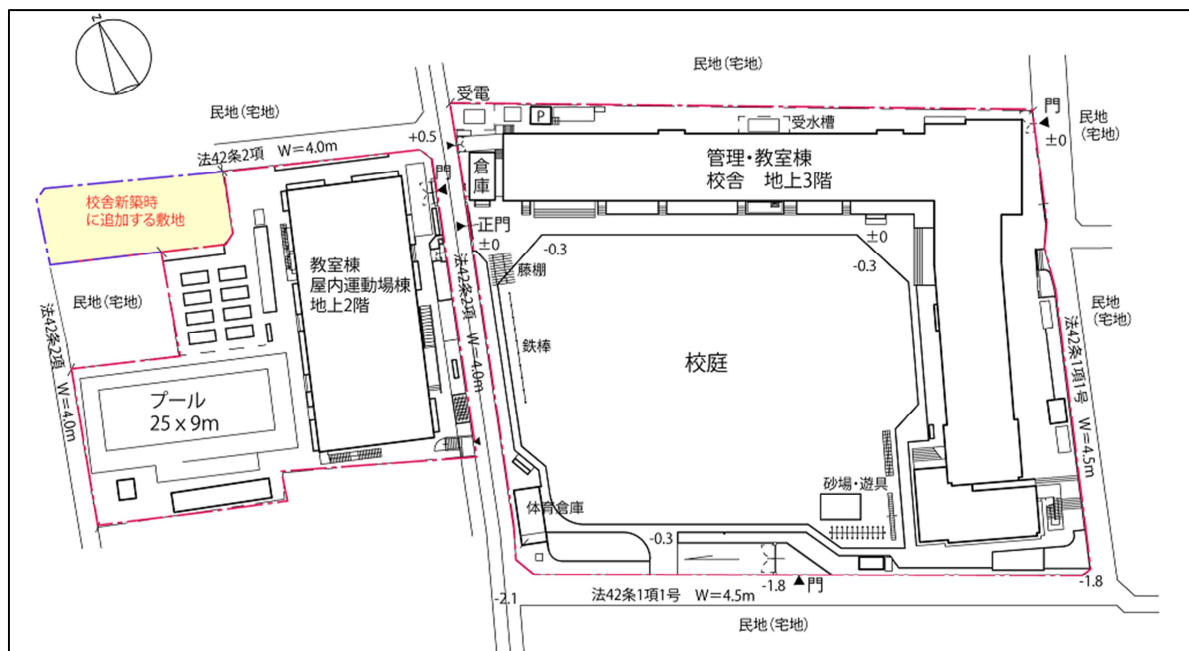 Z
民地(宅地)
受電
門
民地
(宅地)
±0
民地(宅地)
+0.5
P
受水槽
法42条2項 W=4.0m
門
倉庫
管理・教室棟
校舎 地上3階
校舎新築時
に追加する敷地
正門
±0
±0
-0.3
-0.3
藤棚
教室棟
屋内運動場棟
地上2階
法42条2項 W=4.0m
民地(宅地)
法42条2項 W=4.0m
民地
(宅地)
鉄棒
校庭
法42条1項1号 W=4.5m
プール
25 x 9m
砂場・遊具
体育倉庫
-0.3
-1.8
門
-1.8
-2.1
法42条1項1号 W=4.5m
民地(宅地)